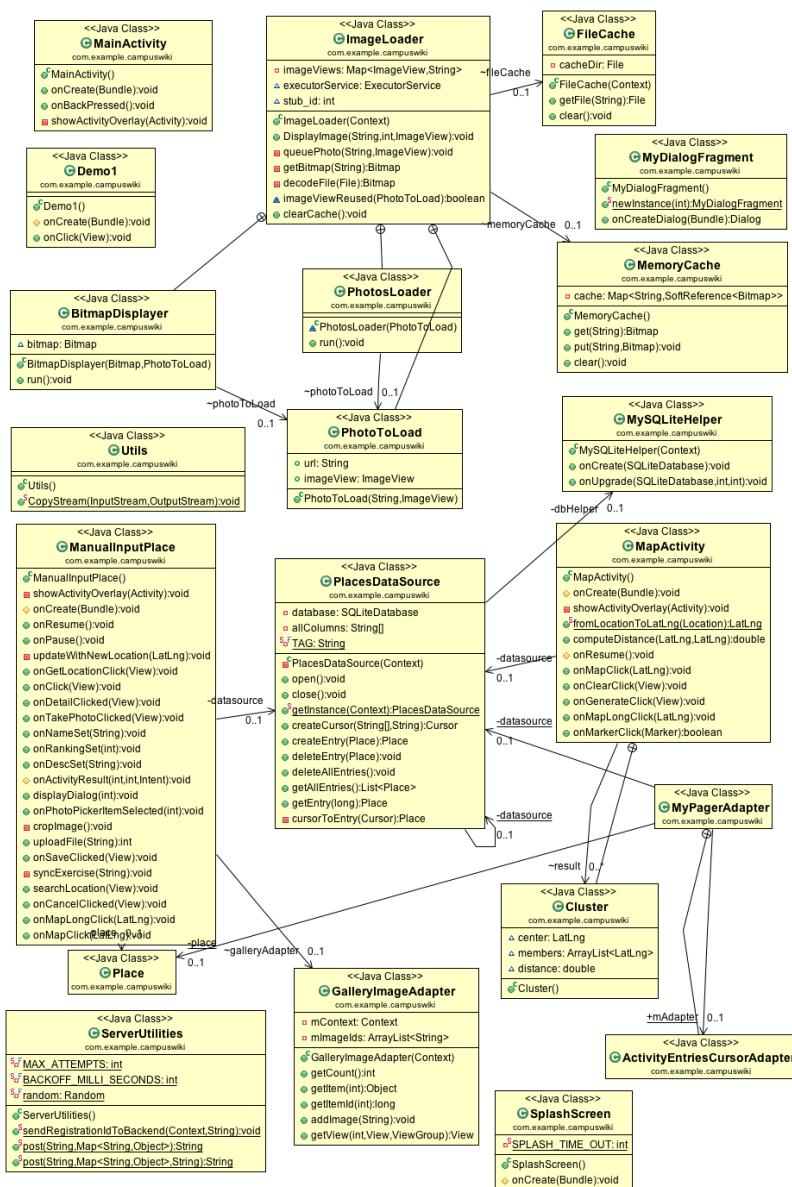 <<Java Class>>
MainActivity
com.example.campuswiki
MainActivity()
onCreate(Bundle):void
onBackPressed():void
showActivityOverlay(Activity):void
<<Java Class>>
ImageLoader
com.example.campuswiki
imageViews: Map<ImageView,String>
executorService: ExecutorService
stub_id: int
ImageLoader(Context)
DisplayImage(String,int,ImageView):void
queuePhoto(String,ImageView):void
getBitmap(String):Bitmap
decodeFile(File):Bitmap
imageViewReused(PhotoToLoad):boolean
clearCache():void
~fileCache
0..1
<<Java Class>>
FileCache
com.example.campuswiki
cacheDir: File
FileCache(Context)
getFile(String):File
clear():void
<<Java Class>>
Demo1
com.example.campuswiki
Demo1()
onCreate(Bundle):void
onClick(View):void
<<Java Class>>
MyDialogFragment
com.example.campuswiki
MyDialogFragment()
newInstance(int):MyDialogFragment
onCreateDialog(Bundle):Dialog
~memoryCache
0..1
<<Java Class>>
MemoryCache
com.example.campuswiki
cache: Map<String,SoftReference<Bitmap>>
MemoryCache()
get(String):Bitmap
put(String,Bitmap):void
clear():void
<<Java Class>>
PhotosLoader
com.example.campuswiki
PhotosLoader(PhotoToLoad)
run():void
<<Java Class>>
BitmapDisplayer
com.example.campuswiki
bitmap: Bitmap
BitmapDisplayer(Bitmap,PhotoToLoad)
run():void
~photoToLoad
0..1
~photoToLoad
0..1
<<Java Class>>
PhotoToLoad
com.example.campuswiki
url: String
imageView: ImageView
PhotoToLoad(String,ImageView)
<<Java Class>>
Utils
com.example.campuswiki
Utils()
CopyStream(InputStream,OutputStream):void
<<Java Class>>
MySQLiteHelper
com.example.campuswiki
MySQLiteHelper(Context)
onCreate(SQLiteDatabase):void
onUpgrade(SQLiteDatabase,int,int):void
-dbHelper
0..1
<<Java Class>>
ManualInputPlace
com.example.campuswiki
ManualInputPlace()
showActivityOverlay(Activity):void
onCreate(Bundle):void
onResume():void
onPause():void
updateWithNewLocation(LatLng):void
onGetLocationClick(View):void
onClick(View):void
onDetailClicked(View):void
onTakePhotoClicked(View):void
onNameSet(String):void
onRankingSet(int):void
onDescSet(String):void
onActivityResult(int,int,Intent):void
displayDialog(int):void
onPhotoPickerItemSelected(int):void
cropImage():void
uploadFile(String):int
onSaveClicked(View):void
syncExercise(String):void
searchLocation(View):void
onCancelClicked(View):void
onMapLongClick(LatLng):void
onMapClick(LatLng):void
-datasource
0..1
<<Java Class>>
PlacesDataSource
com.example.campuswiki
database: SQLiteDatabase
allColumns: String[]
TAG: String
PlacesDataSource(Context)
open():void
close():void
getInstance(Context):PlacesDataSource
createCursor(String[],String):Cursor
createEntry(Place):Place
deleteEntry(Place):void
deleteAllEntries():void
getAllEntries():List<Place>
getEntry(long):Place
cursorToEntry(Cursor):Place
-datasource
0..1
-datasource
0..1
-datasource
0..1
<<Java Class>>
MapActivity
com.example.campuswiki
MapActivity()
onCreate(Bundle):void
showActivityOverlay(Activity):void
fromLocationToLatLng(Location):LatLng
computeDistance(LatLng,LatLng):double
onResume():void
onMapClick(LatLng):void
onClearClick(View):void
onGenerateClick(View):void
onMapLongClick(LatLng):void
onMarkerClick(Marker):boolean
<<Java Class>>
MyPagerAdapter
com.example.campuswiki
~result
0..*
<<Java Class>>
Cluster
com.example.campuswiki
center: LatLng
members: ArrayList<LatLng>
distance: double
Cluster()
-place
0..1
-place
0..1
<<Java Class>>
Place
com.example.campuswiki
~galleryAdapter
0..1
<<Java Class>>
GalleryImageAdapter
com.example.campuswiki
mContext: Context
mImageIds: ArrayList<String>
GalleryImageAdapter(Context)
getCount():int
getItem(int):Object
getItemId(int):long
addImage(String):void
getView(int,View,ViewGroup):View
+mAdapter
0..1
<<Java Class>>
ActivityEntriesCursorAdapter
com.example.campuswiki
<<Java Class>>
ServerUtilities
com.example.campuswiki
MAX_ATTEMPTS: int
BACKOFF_MILLI_SECONDS: int
random: Random
ServerUtilities()
sendRegistrationIdToBackend(Context,String):void
post(String,Map<String,Object>):String
post(String,Map<String,Object>,String):String
<<Java Class>>
SplashScreen
com.example.campuswiki
SPLASH_TIME_OUT: int
SplashScreen()
onCreate(Bundle):void